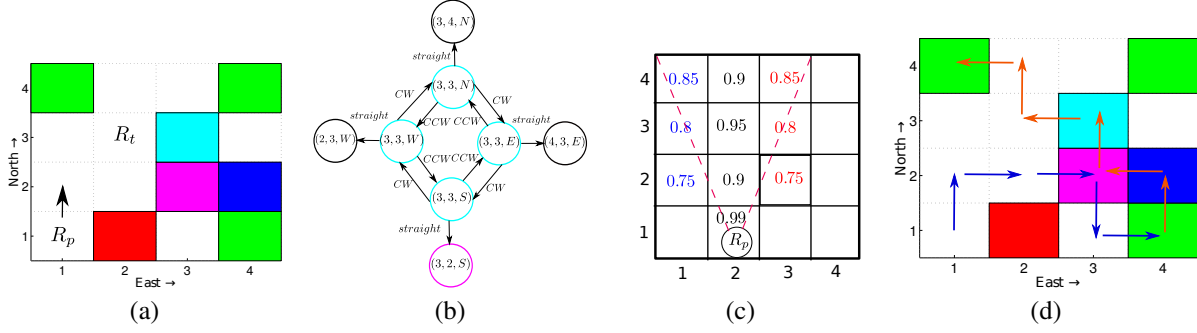 4
3
2
1
North →
R_t
R_p
1 2 3 4
East →
(a)
(3, 4, N)
straight
(3, 3, N)
CW CW
straight CCW CCW straight
(2, 3, W) (3, 3, W) (3, 3, E) (4, 3, E)
CCW CCW
CW CW
(3, 3, S)
straight
(3, 2, S)
(b)
4 0.85 0.9 0.85
3 0.8 0.95 0.8
2 0.75 0.9 0.75
1 0.99
R_p
1 2 3 4
(c)
4
3
2
1
North →
1 2 3 4
East →
(d)